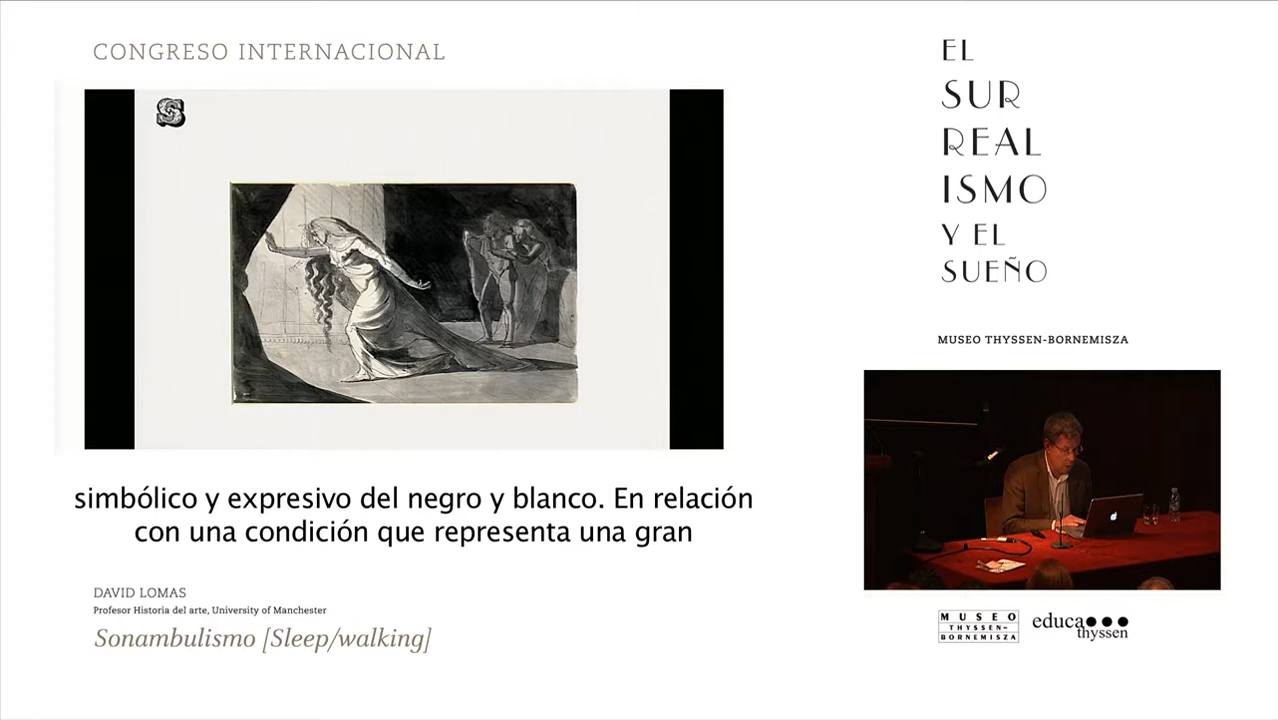 CONGRESO INTERNACIONAL
S
simbólico y expresivo del negro y blanco. En relación
con una condición que representa una gran
DAVID LOMAS
Profesor Historia del arte, University of Manchester
Sonambulismo [Sleep/walking]
EL
SUR
REAL
ISMO
Y EL
SUEÑO
MUSEO THYSSEN-BORNEMISZA
MUSEO
THYSSEN-
BORNEMISZA
educa
thyssen